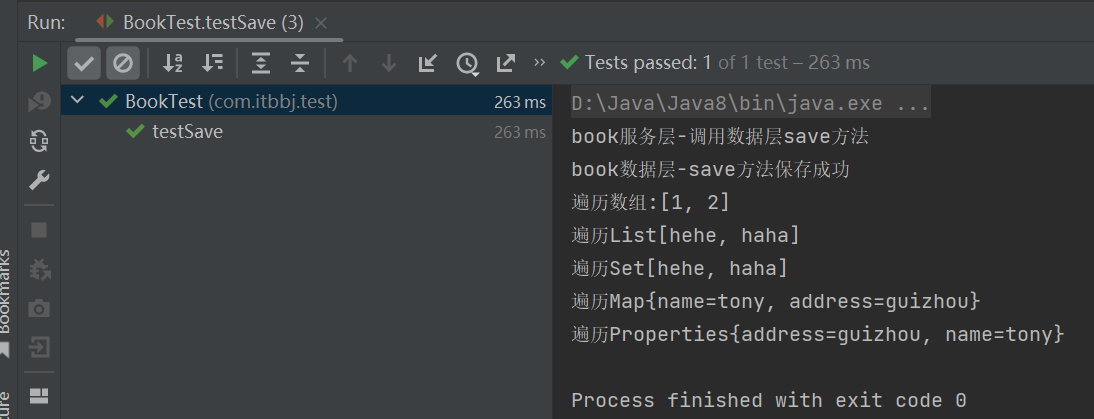 Run: BookTest.testSave (3)
Tests passed: 1 of 1 test – 263 ms
BookTest (com.itbbj.test) 263 ms
testSave 263 ms
D:\Java\Java8\bin\java.exe ...
book服务层-调用数据层save方法
book数据层-save方法保存成功
遍历数组:[1, 2]
遍历List[hehe, haha]
遍历Set[hehe, haha]
遍历Map{name=tony, address=guizhou}
遍历Properties{address=guizhou, name=tony}
Process finished with exit code 0
Bookmarks